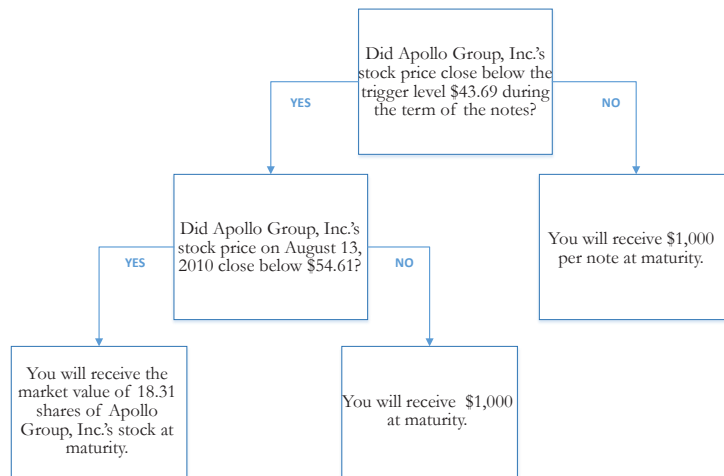 Did Apollo Group, Inc.'s
stock price close below the
trigger level $43.69 during
the term of the notes?
YES
NO
Did Apollo Group, Inc.'s
stock price on August 13,
2010 close below $54.61?
You will receive $1,000
per note at maturity.
YES
NO
You will receive the
market value of 18.31
shares of Apollo
Group, Inc.'s stock at
maturity.
You will receive $1,000
at maturity.